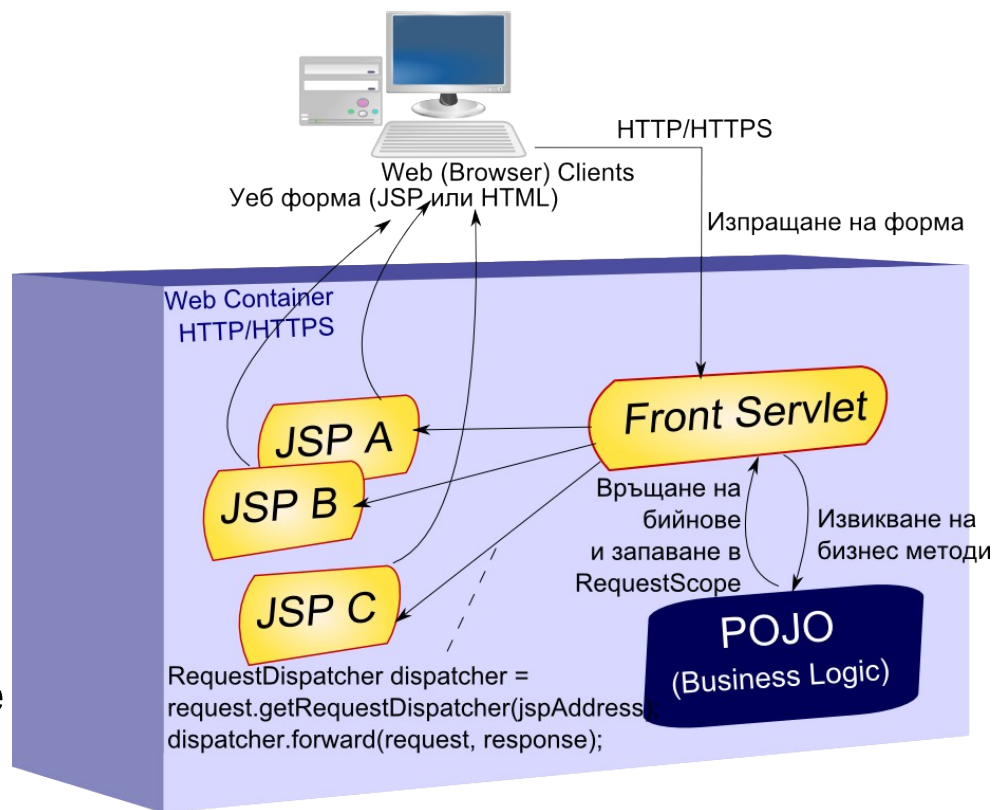 HTTP/HTTPS
Web (Browser) Clients
Уеб форма (JSP или HTML)
Изпращане на форма
Web Container
HTTP/HTTPS
Front Servlet
JSP A
JSP B
JSP C
Връщане на
бийнове
и запаване в
RequestScope
Извикване на
бизнес методи
POJO
(Business Logic)
RequestDispatcher dispatcher =
request.getRequestDispatcher(jspAddress);
dispatcher.forward(request, response);
е